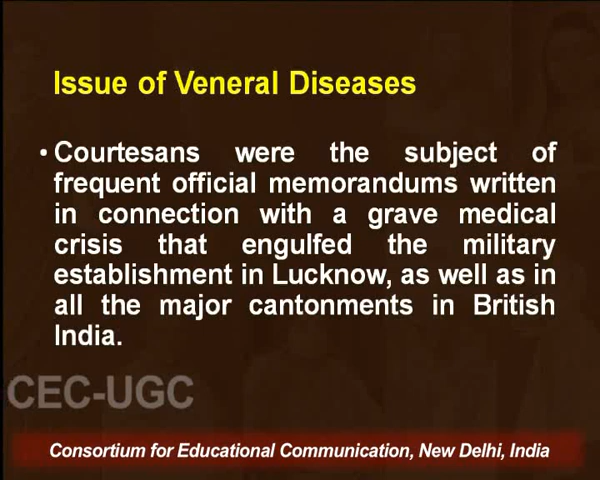 Issue of Veneral Diseases
• Courtesans were the subject of
frequent official memorandums written
in connection with a grave medical
crisis that engulfed the military
establishment in Lucknow, as well as in
all the major cantonments in British
India.
CEC-UGC
Consortium for Educational Communication, New Delhi, India